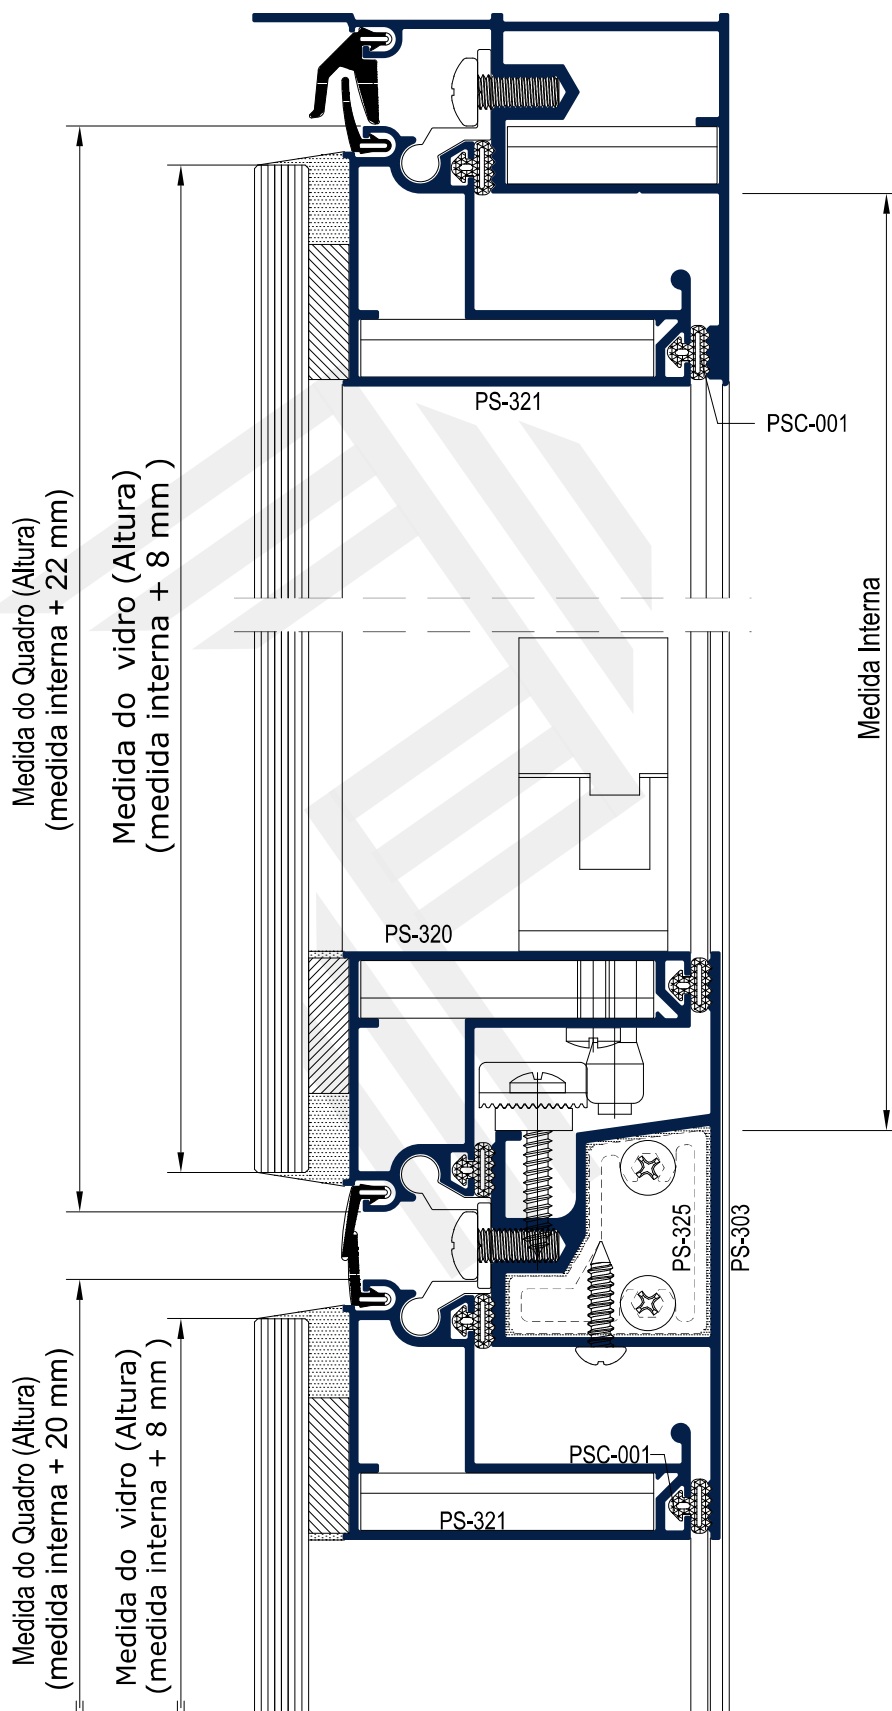 PS-321
PSC-001
Medida do Quadro (Altura)
(medida interna + 22 mm)
Medida do vidro (Altura)
(medida interna + 8 mm )
Medida Interna
PS-320
PS-325
PS-303
Medida do Quadro (Altura)
(medida interna + 20 mm)
Medida do vidro (Altura)
(medida interna + 8 mm )
PSC-001
PS-321